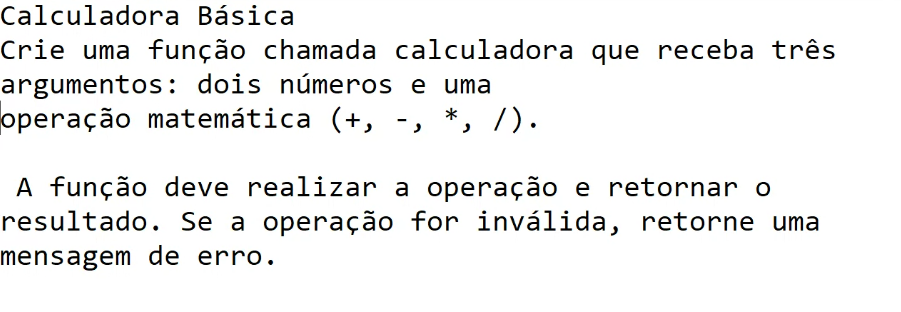 Calculadora Básica
Crie uma função chamada calculadora que receba três
argumentos: dois números e uma
operação matemática (+, -, *, /).
A função deve realizar a operação e retornar o
resultado. Se a operação for inválida, retorne uma
mensagem de erro.